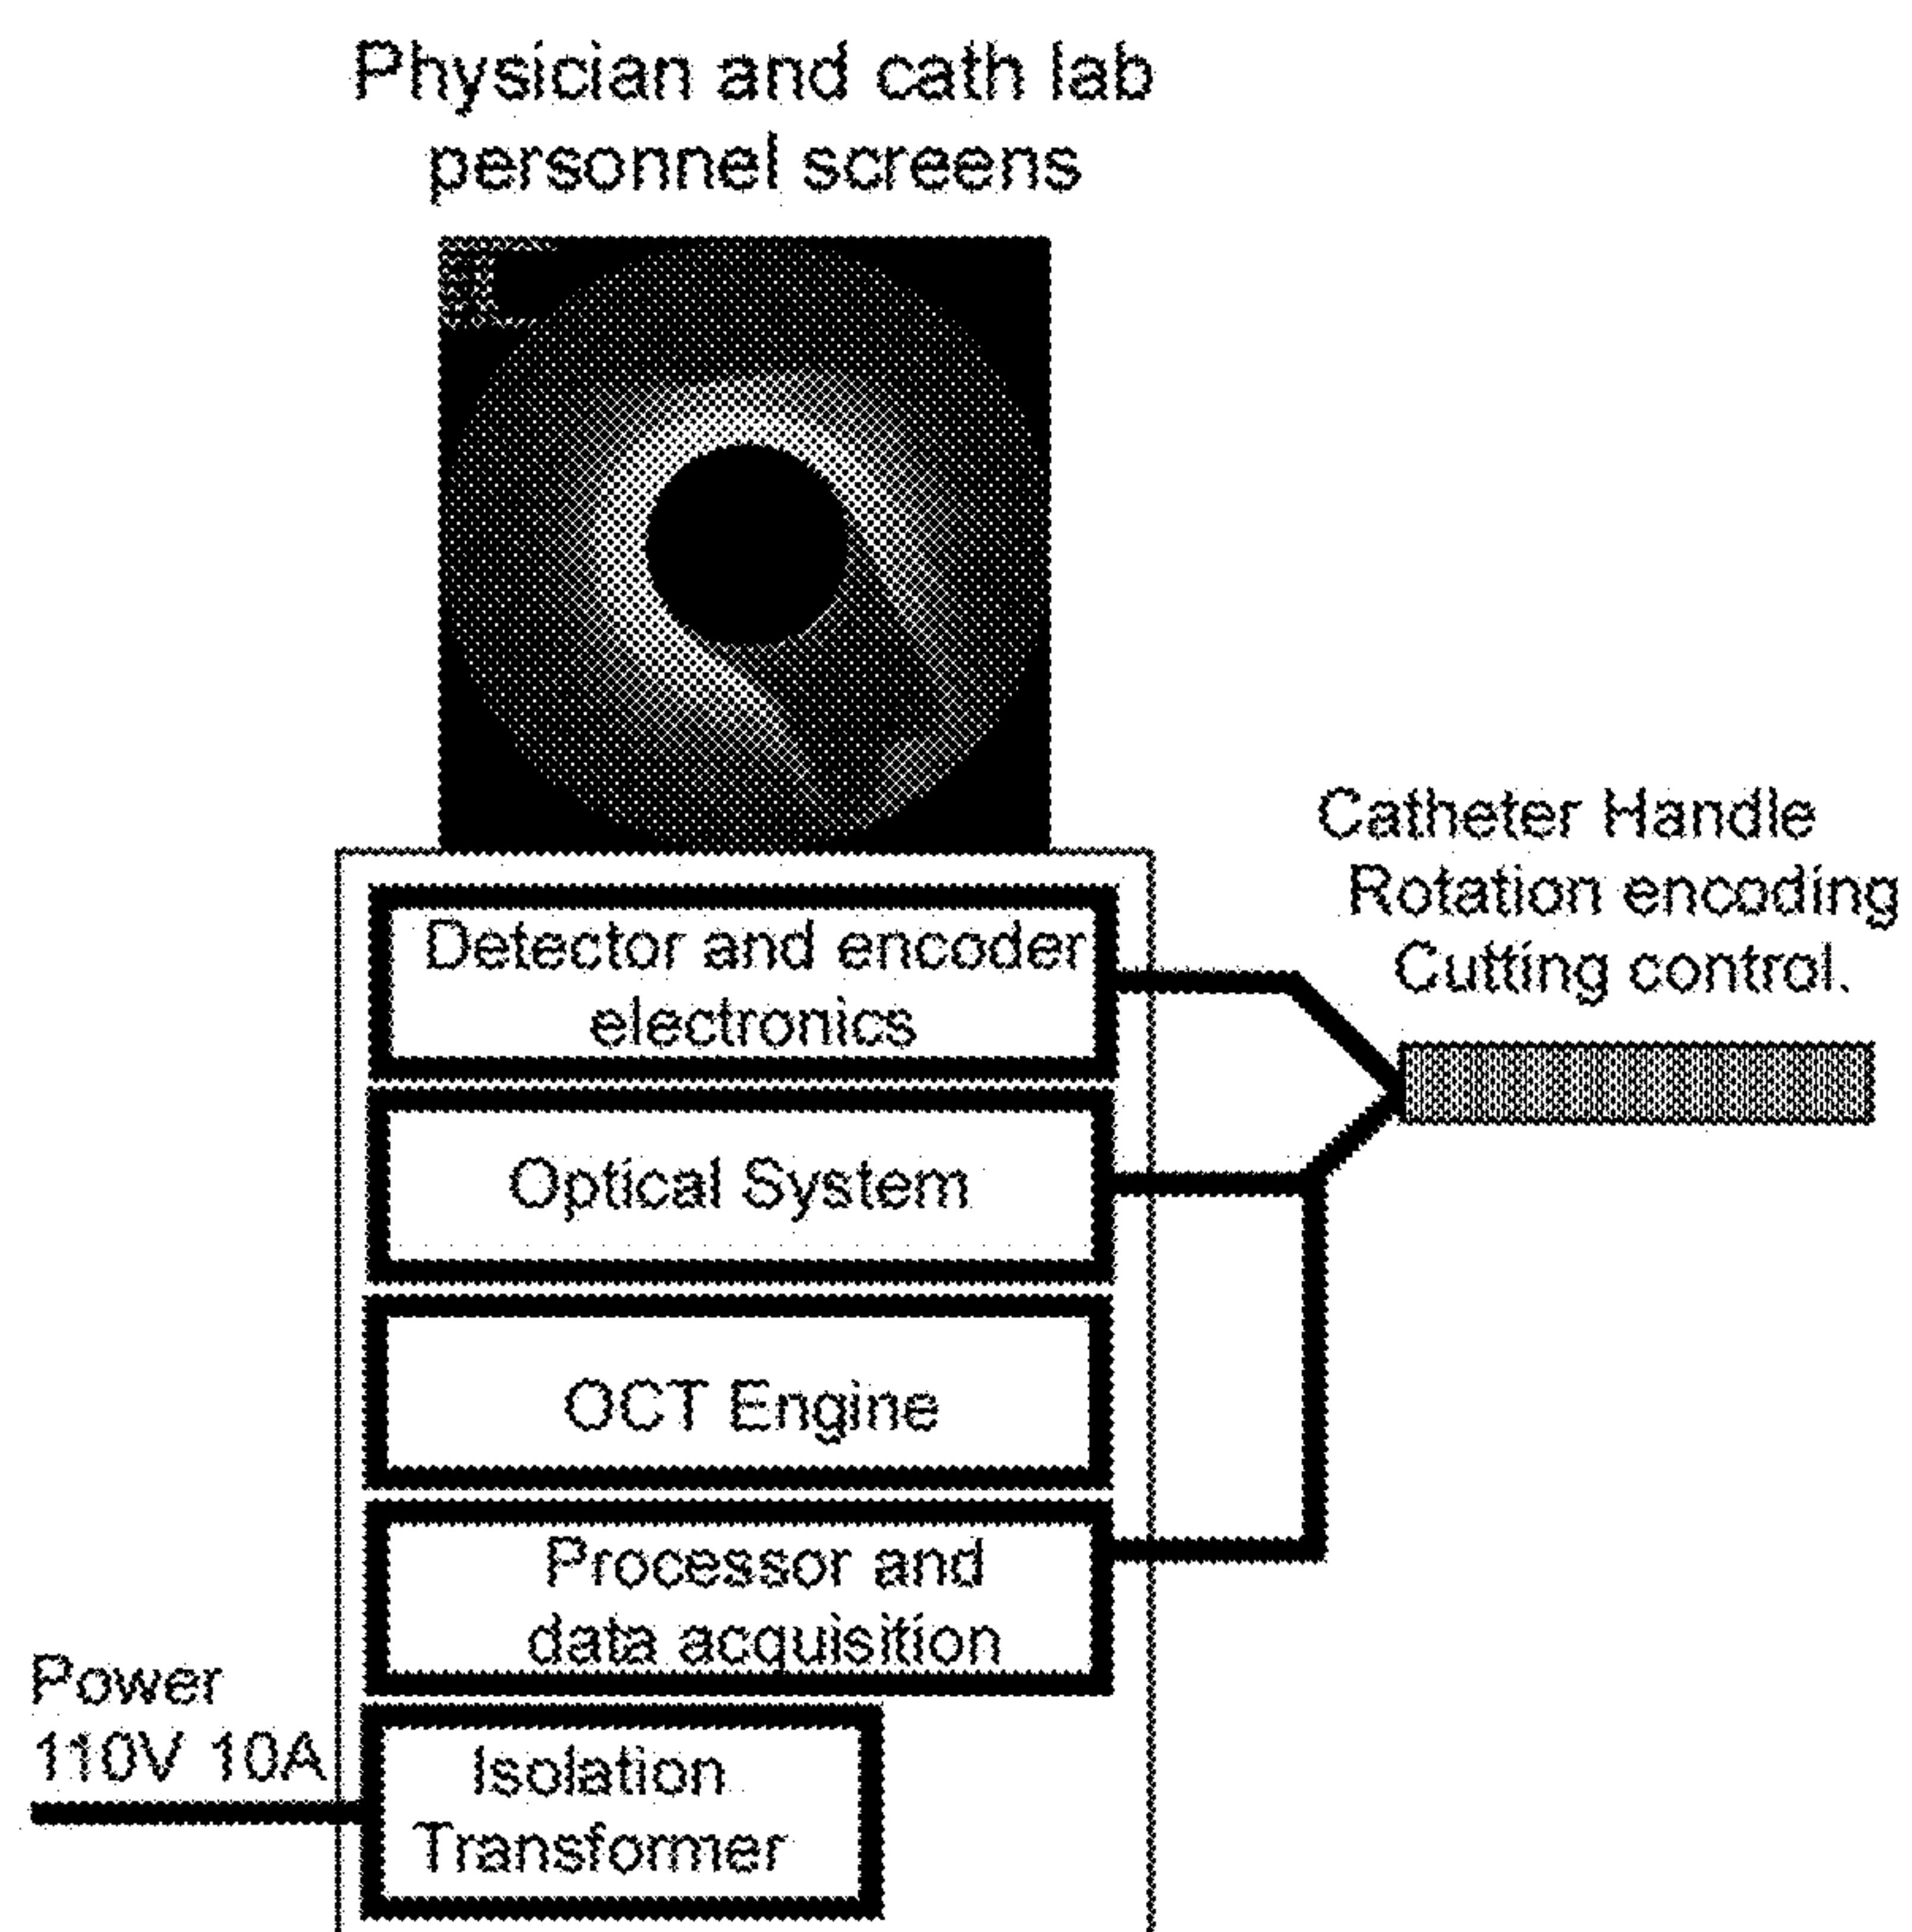 Physician and cath lab
personnel screens
Catheter Handle
Rotation encoding
Cutting control.
Detector and encoder
electronics
Optical System
OCT Engine
Processor and
data acquisition
Power
110V 10A
Isolation
Transformer